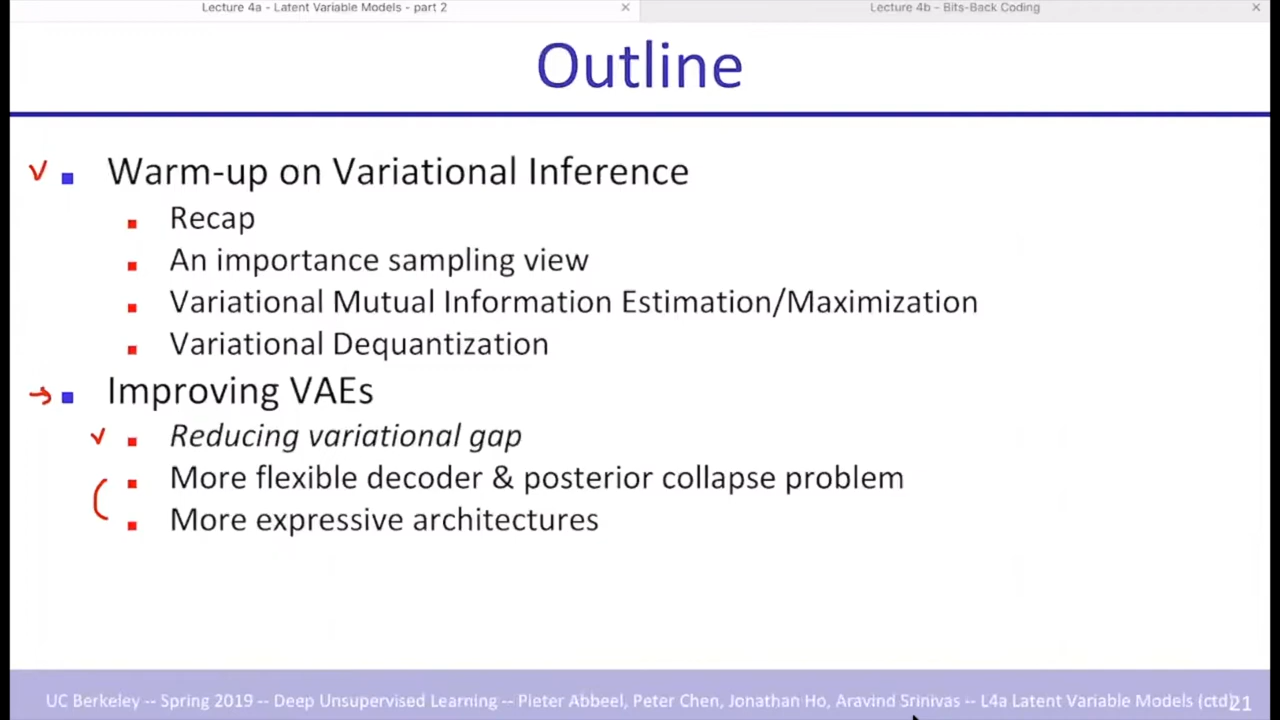 Lecture 4a - Latent Variable Models - part 2
Lecture 4b - Bits-Back Coding
Outline
Warm-up on Variational Inference
Recap
An importance sampling view
Variational Mutual Information Estimation/Maximization
Variational Dequantization
Improving VAEs
Reducing variational gap
More flexible decoder & posterior collapse problem
More expressive architectures
UC Berkeley -- Spring 2019 -- Deep Unsupervised Learning -- Pieter Abbeel, Peter Chen, Jonathan Ho, Aravind Srinivas -- L4a Latent Variable Models (ctd) 21